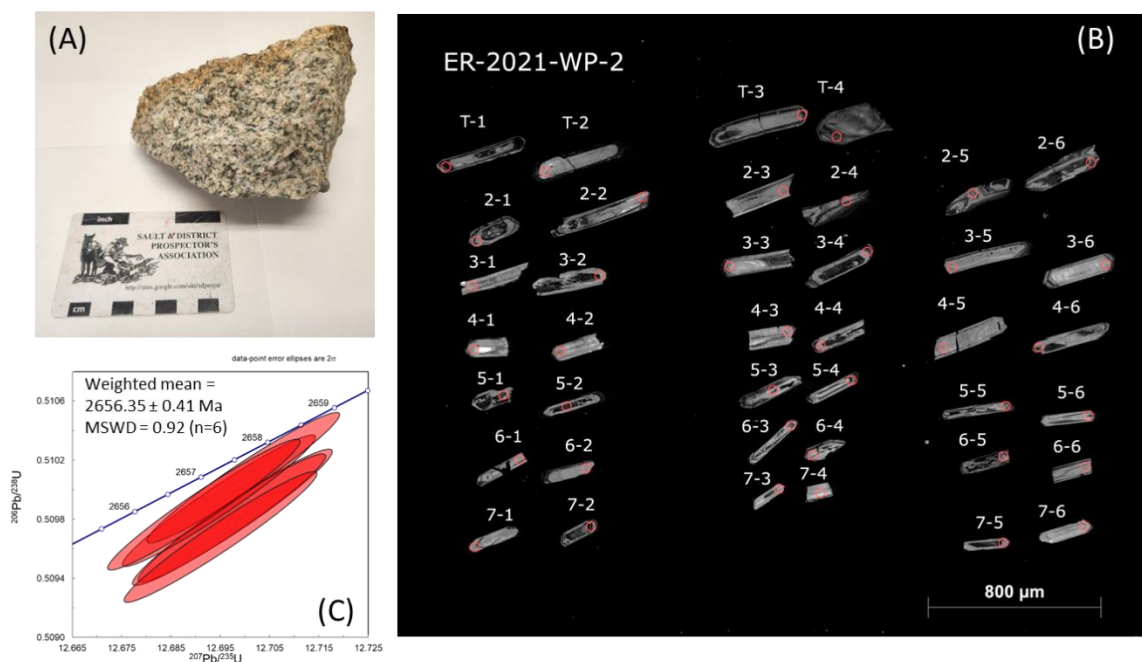 (A)
inch
SAULT & DISTRICT
PROSPECTOR'S
ASSOCIATION
cm
(B)
ER-2021-WP-2
T-1
T-2
T-3
T-4
2-1
2-2
2-3
2-4
2-5
2-6
3-1
3-2
3-3
3-4
3-5
3-6
4-1
4-2
4-3
4-4
4-5
4-6
5-1
5-2
5-3
5-4
5-5
5-6
6-1
6-2
6-3
6-4
6-5
6-6
7-1
7-2
7-3
7-4
7-5
7-6
800 µm
data-point error ellipses are 2σ
Weighted mean =
2656.35 ± 0.41 Ma
MSWD = 0.92 (n=6)
2659
2658
2657
2656
0.5106
0.5102
0.5098
0.5094
0.5090
206Pb/238U
12.665
12.675
12.685
12.695
12.705
12.715
12.725
207Pb/235U
(C)